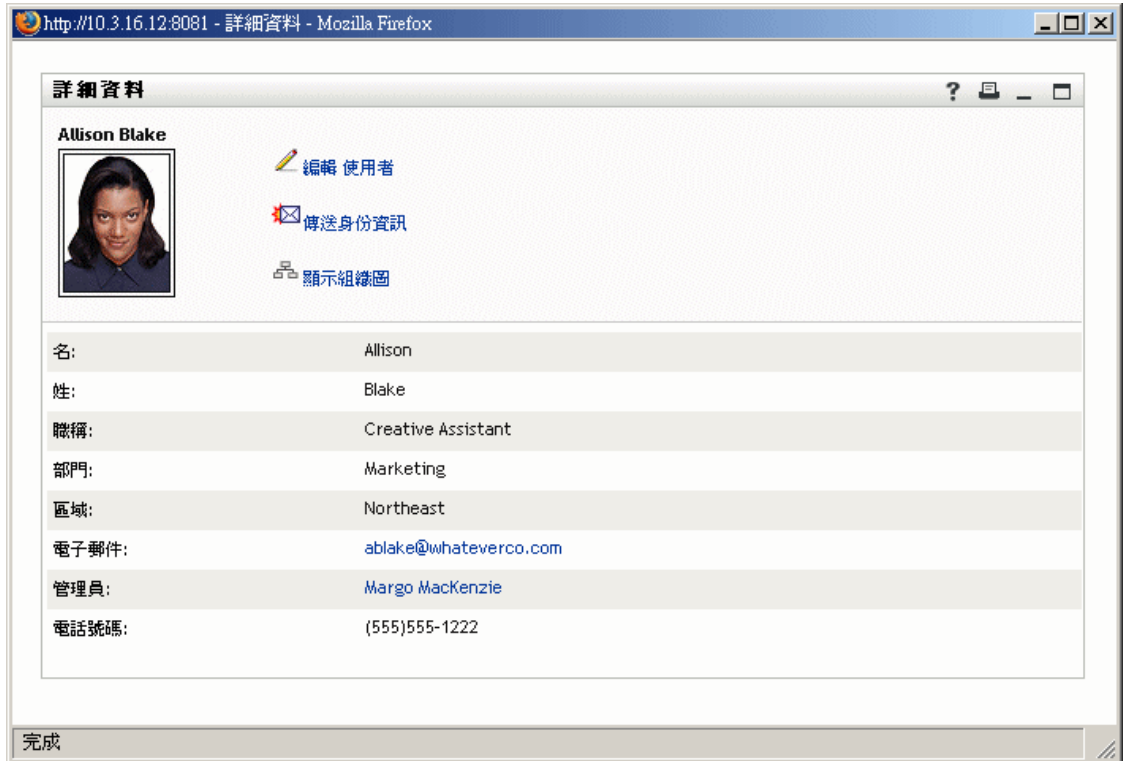 http://10.3.16.12:8081 - 詳細資料 - Mozilla Firefox
詳細資料
Allison Blake
編輯 使用者
傳送身份資訊
顯示組織圖
名: Allison
姓: Blake
職稱: Creative Assistant
部門: Marketing
區域: Northeast
電子郵件: ablake@whateverco.com
管理員: Margo MacKenzie
電話號碼: (555)555-1222
完成